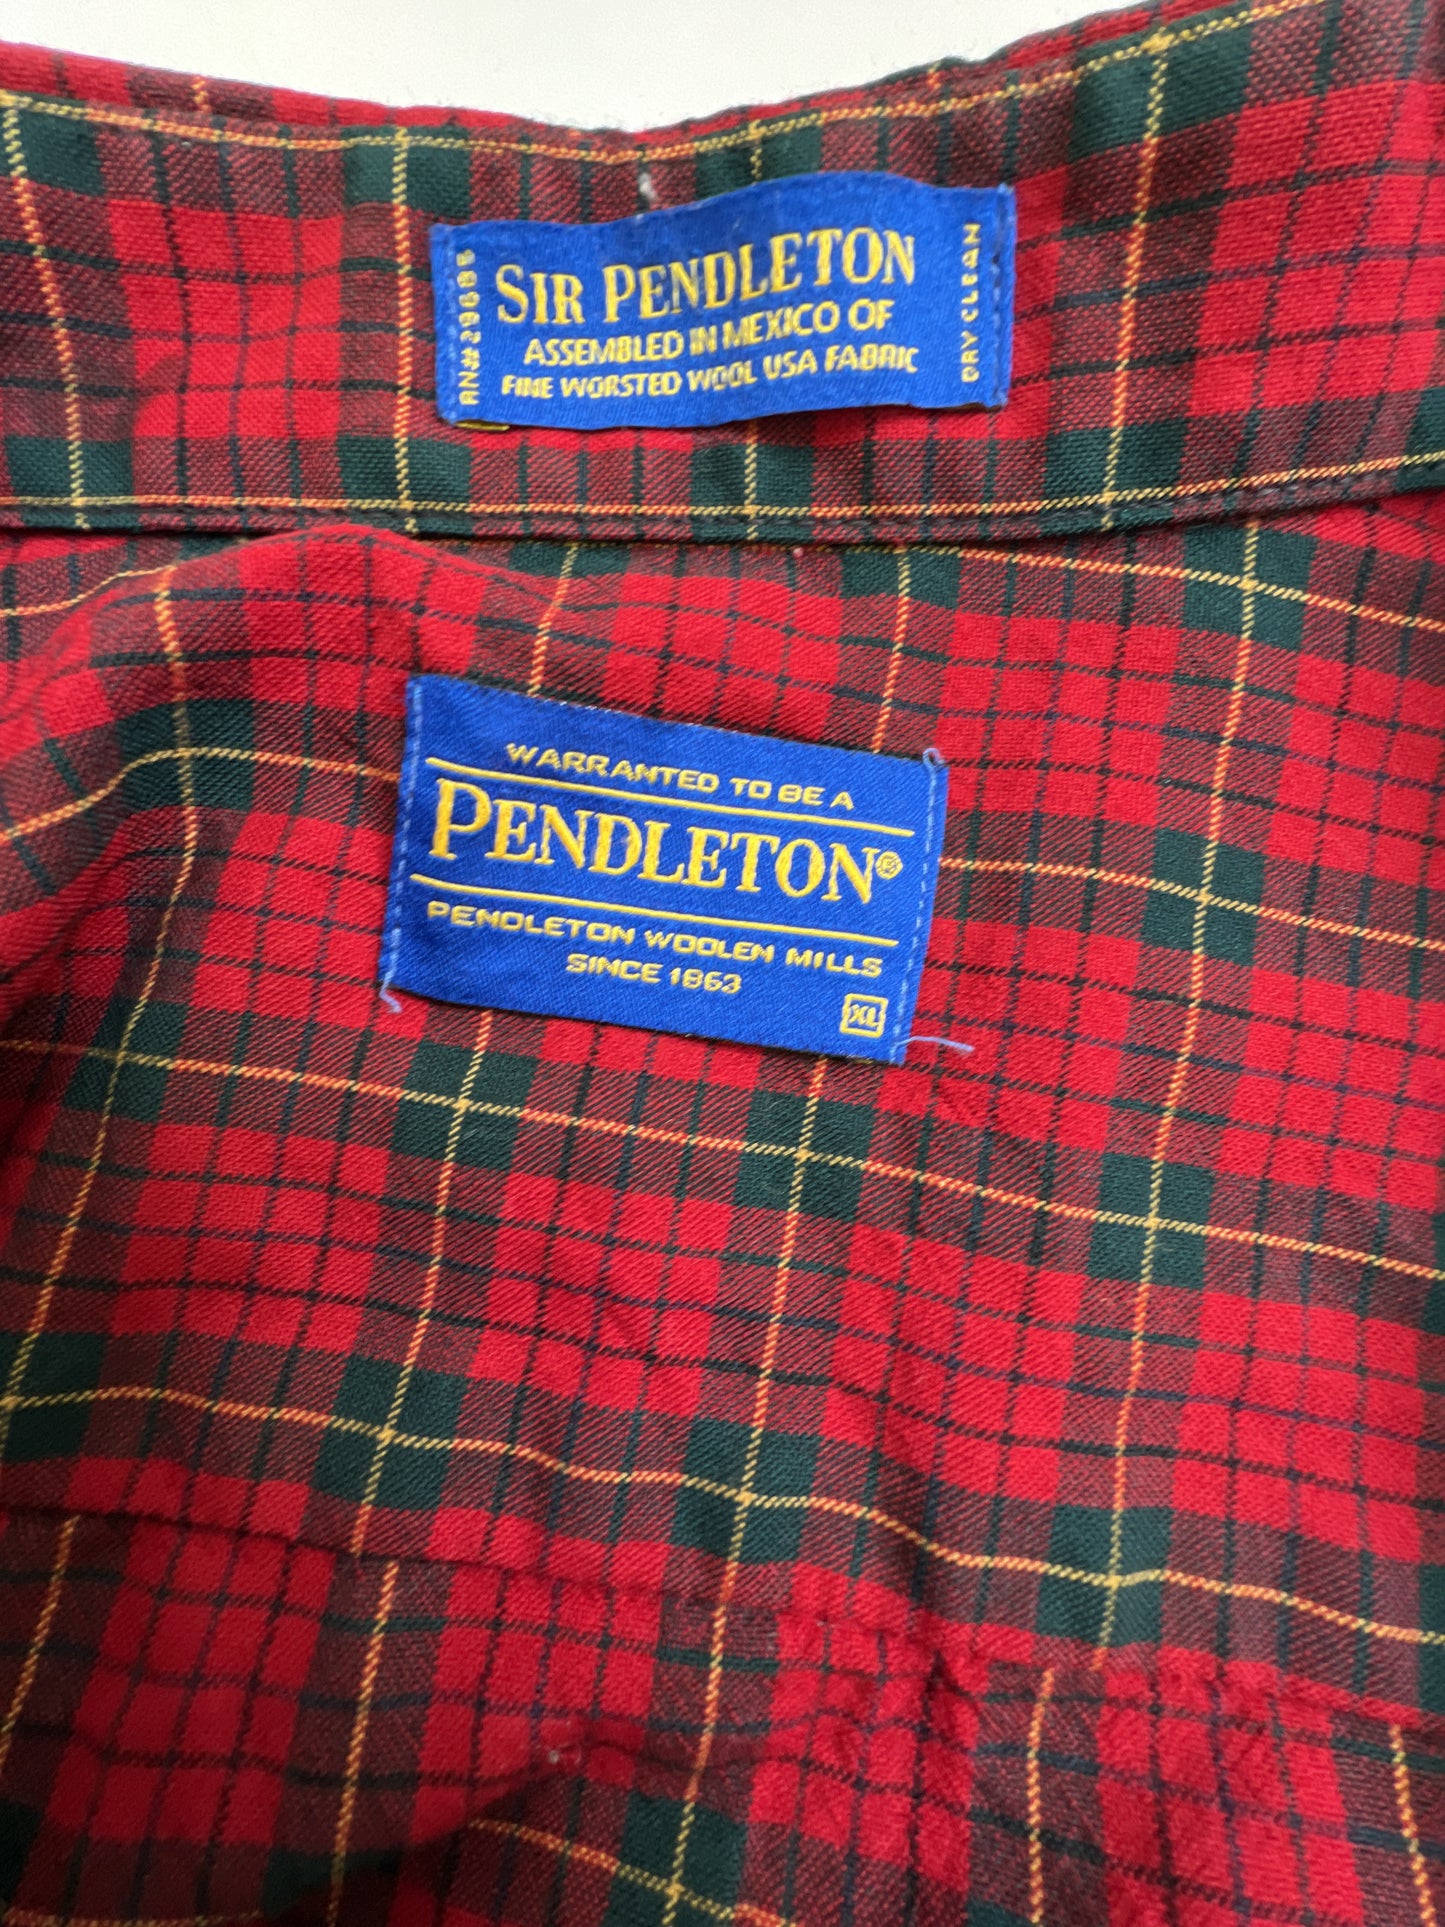 SIR PENDLETON
ASSEMBLED IN MEXICO OF
FINE WORSTED WOOL USA FABRIC
RN#29685
DRY CLEAN
WARRANTED TO BE A
PENDLETON®
PENDLETON WOOLEN MILLS
SINCE 1863
XL